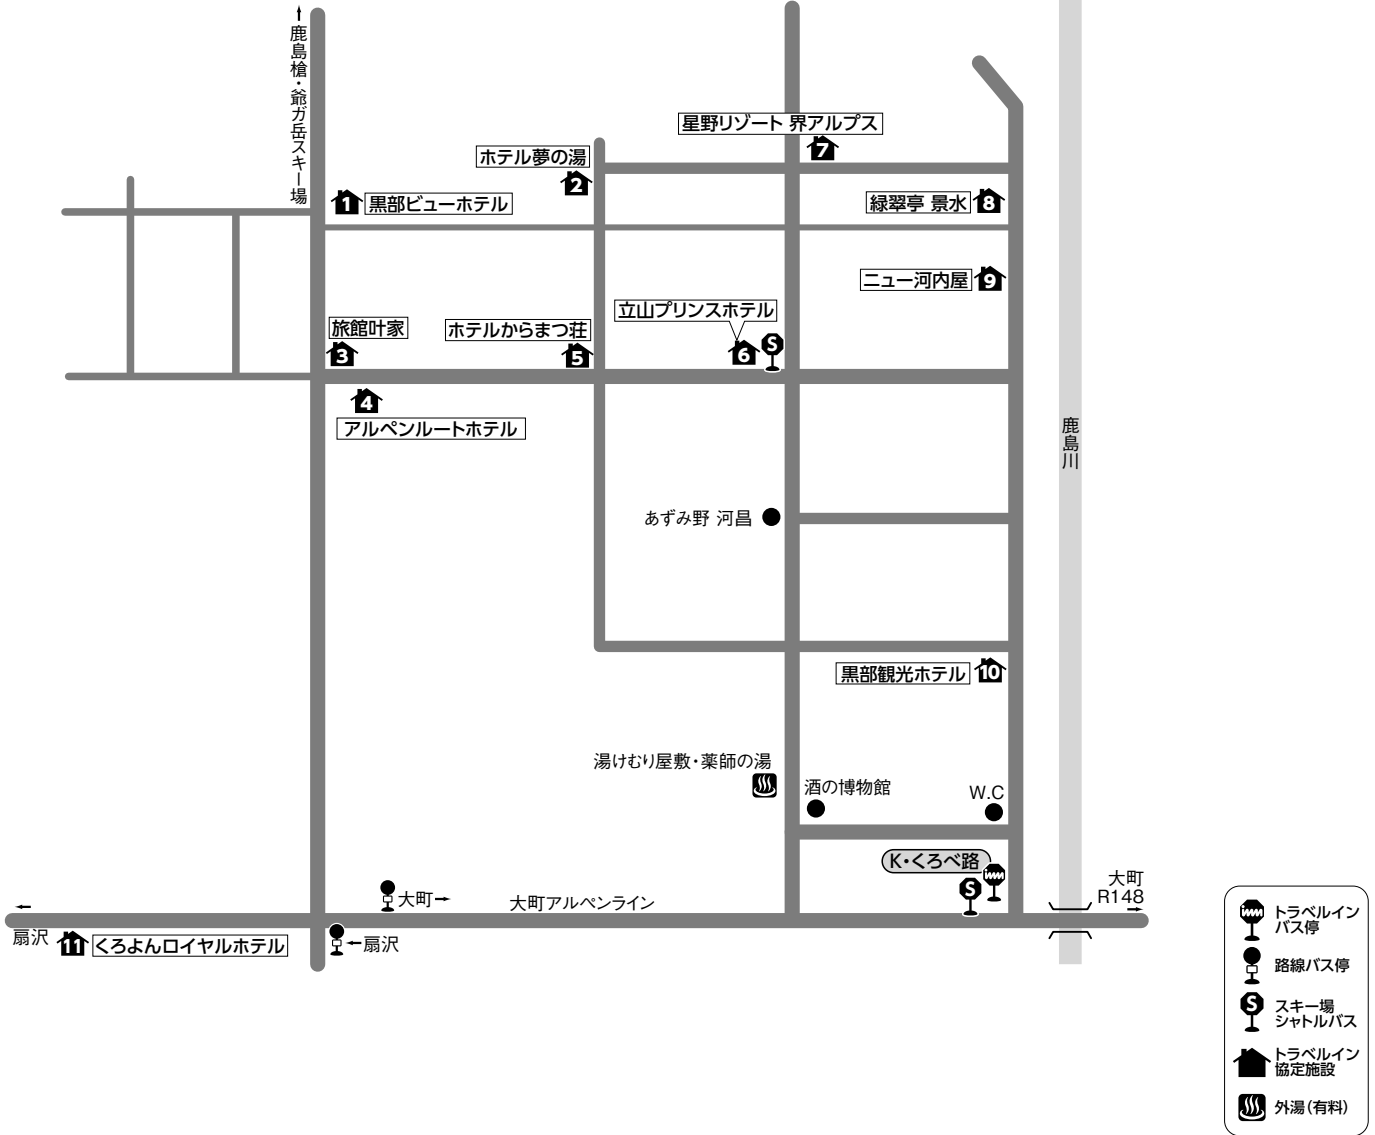 ↑鹿島槍・爺ガ岳スキー場
星野リゾート 界アルプス
7
ホテル夢の湯
2
1 黒部ビューホテル
緑翠亭 景水 8
ニュー河内屋 9
立山プリンスホテル
6
S
旅館叶家
3
ホテルからまつ荘
5
4
アルペンルートホテル
鹿島川
あずみ野 河昌
黒部観光ホテル 10
湯けむり屋敷・薬師の湯
酒の博物館
W.C
K・くろべ路
S
大町→
大町アルペンライン
大町
R148
→
←
扇沢
11 くろよんロイヤルホテル
←扇沢
トラベルイン
バス停
路線バス停
S
スキー場
シャトルバス
トラベルイン
協定施設
外湯(有料)